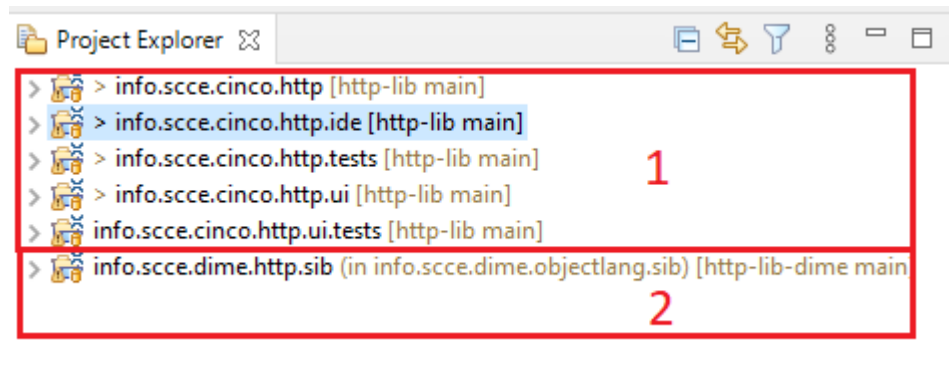 Project Explorer
> info.scce.cinco.http [http-lib main]
> info.scce.cinco.http.ide [http-lib main]
> info.scce.cinco.http.tests [http-lib main]
1
> info.scce.cinco.http.ui [http-lib main]
info.scce.cinco.http.ui.tests [http-lib main]
info.scce.dime.http.sib (in info.scce.dime.objectlang.sib) [http-lib-dime main
2